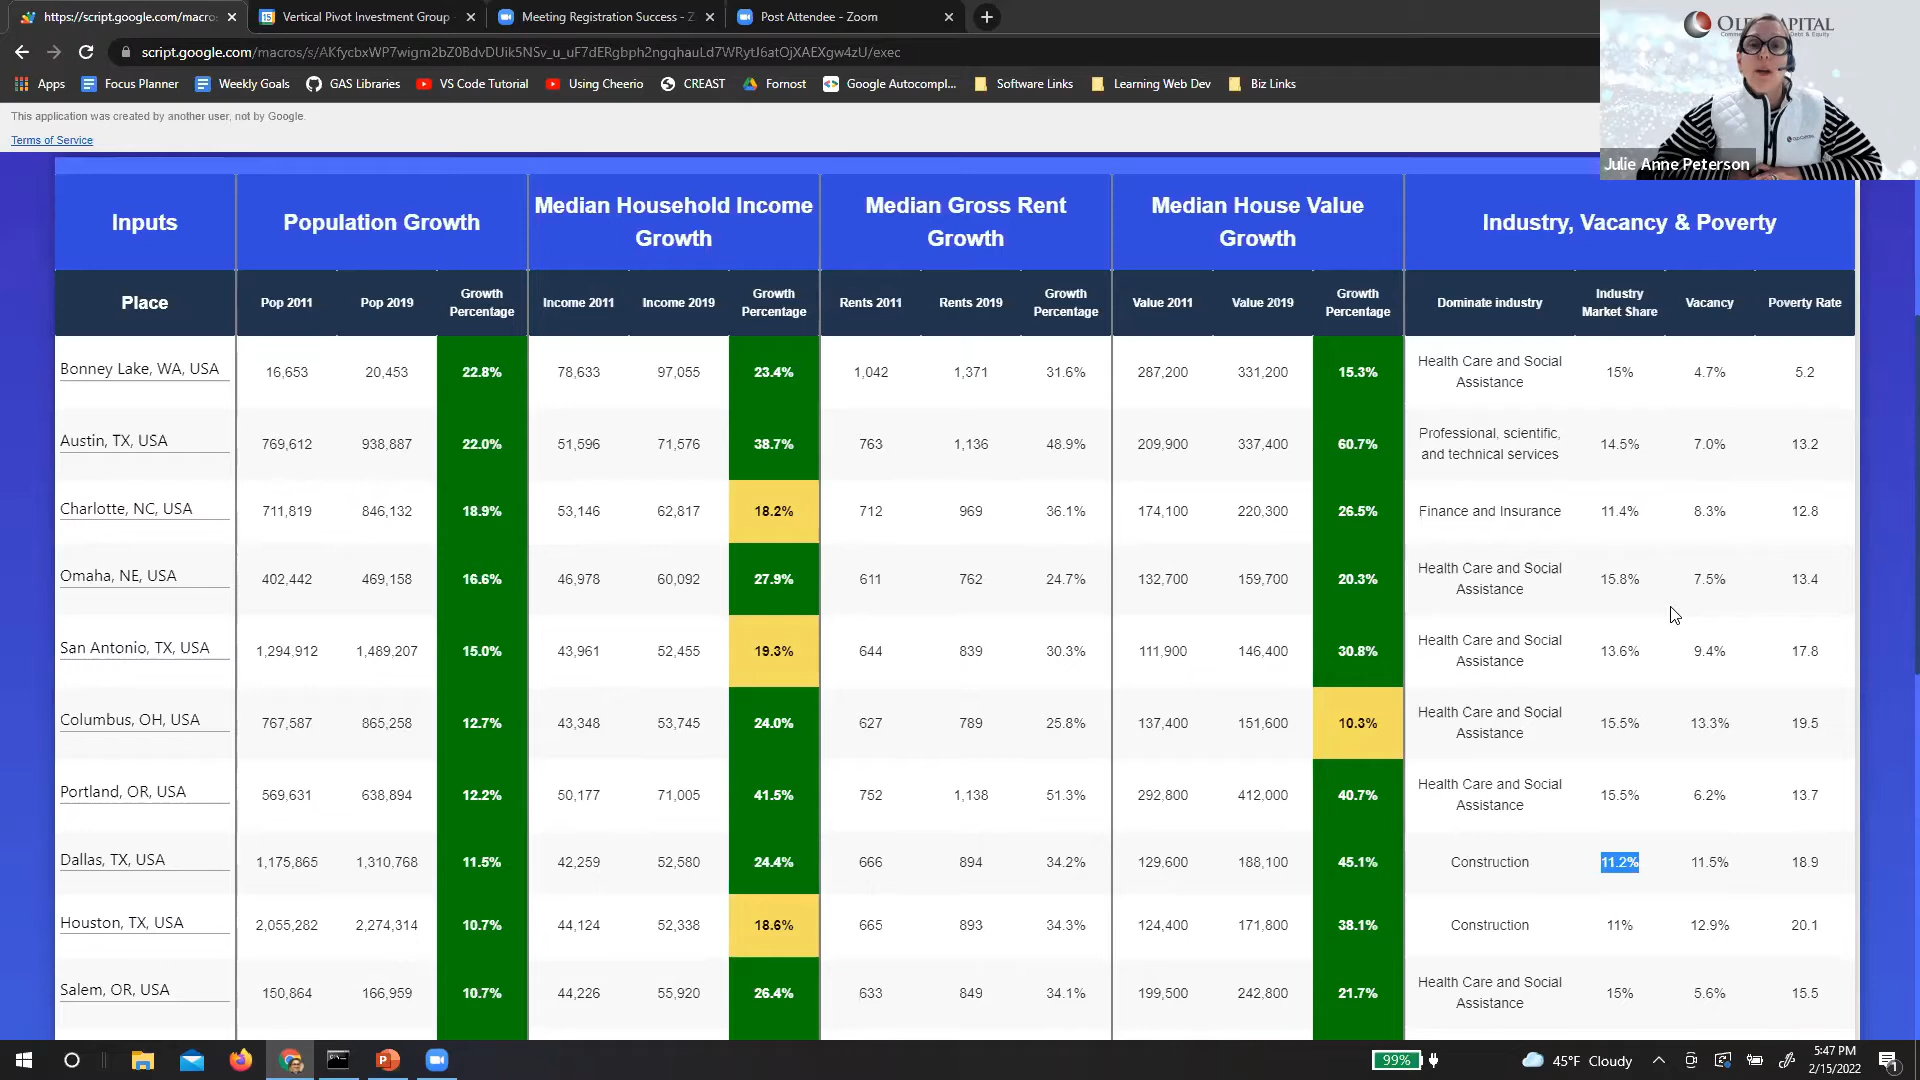 https://script.google.com/macro
Vertical Pivot Investment Group
Meeting Registration Success - Z
Post Attendee - Zoom
script.google.com/macros/s/AKfycbxWP7wigm2bZ0BdvDUik5NSv_u_uF7dERgbph2ngqhauLd7WRytJ6atOjXAEXgw4zU/exec
Apps
Focus Planner
Weekly Goals
GAS Libraries
VS Code Tutorial
Using Cheerio
CREAST
Fornost
Google Autocompl...
Software Links
Learning Web Dev
Biz Links
This application was created by another user, not by Google.
Terms of Service
Julie Anne Peterson
Inputs
Population Growth
Median Household Income
Growth
Median Gross Rent
Growth
Median House Value
Growth
Industry, Vacancy & Poverty
Place
Pop 2011
Pop 2019
Growth
Percentage
Income 2011
Income 2019
Growth
Percentage
Rents 2011
Rents 2019
Growth
Percentage
Value 2011
Value 2019
Growth
Percentage
Dominate industry
Industry
Market Share
Vacancy
Poverty Rate
Bonney Lake, WA, USA 16,653 20,453 22.8% 78,633 97,055 23.4% 1,042 1,371 31.6% 287,200 331,200 15.3% Health Care and Social
Assistance 15% 4.7% 5.2
Austin, TX, USA 769,612 938,887 22.0% 51,596 71,576 38.7% 763 1,136 48.9% 209,900 337,400 60.7% Professional, scientific,
and technical services 14.5% 7.0% 13.2
Charlotte, NC, USA 711,819 846,132 18.9% 53,146 62,817 18.2% 712 969 36.1% 174,100 220,300 26.5% Finance and Insurance 11.4% 8.3% 12.8
Omaha, NE, USA 402,442 469,158 16.6% 46,978 60,092 27.9% 611 762 24.7% 132,700 159,700 20.3% Health Care and Social
Assistance 15.8% 7.5% 13.4
San Antonio, TX, USA 1,294,912 1,489,207 15.0% 43,961 52,455 19.3% 644 839 30.3% 111,900 146,400 30.8% Health Care and Social
Assistance 13.6% 9.4% 17.8
Columbus, OH, USA 767,587 865,258 12.7% 43,348 53,745 24.0% 627 789 25.8% 137,400 151,600 10.3% Health Care and Social
Assistance 15.5% 13.3% 19.5
Portland, OR, USA 569,631 638,894 12.2% 50,177 71,005 41.5% 752 1,138 51.3% 292,800 412,000 40.7% Health Care and Social
Assistance 15.5% 6.2% 13.7
Dallas, TX, USA 1,175,865 1,310,768 11.5% 42,259 52,580 24.4% 666 894 34.2% 129,600 188,100 45.1% Construction 11.2% 11.5% 18.9
Houston, TX, USA 2,055,282 2,274,314 10.7% 44,124 52,338 18.6% 665 893 34.3% 124,400 171,800 38.1% Construction 11% 12.9% 20.1
Salem, OR, USA 150,864 166,959 10.7% 44,226 55,920 26.4% 633 849 34.1% 199,500 242,800 21.7% Health Care and Social
Assistance 15% 5.6% 15.5
99%
45°F Cloudy
5:47 PM
2/15/2022